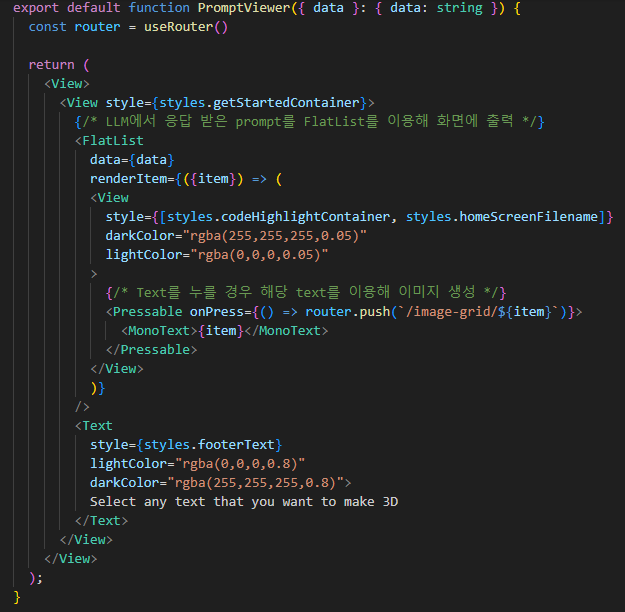 export default function PromptViewer({ data }: { data: string }) {
  const router = useRouter()

  return (
    <View>
      <View style={styles.getStartedContainer}>
        {/* LLM에서 응답 받은 prompt를 FlatList를 이용해 화면에 출력 */}
        <FlatList
          data={data}
          renderItem={({item}) => (
          <View
            style={[styles.codeHighlightContainer, styles.homeScreenFilename]}
            darkColor="rgba(255,255,255,0.05)"
            lightColor="rgba(0,0,0,0.05)"
          >
            {/* Text를 누를 경우 해당 text를 이용해 이미지 생성 */}
            <Pressable onPress={() => router.push(`/image-grid/${item}`)}>
              <MonoText>{item}</MonoText>
            </Pressable>
          </View>
          )}
        />
        <Text
          style={styles.footerText}
          lightColor="rgba(0,0,0,0.8)"
          darkColor="rgba(255,255,255,0.8)">
          Select any text that you want to make 3D
        </Text>
      </View>
    </View>
  );
}